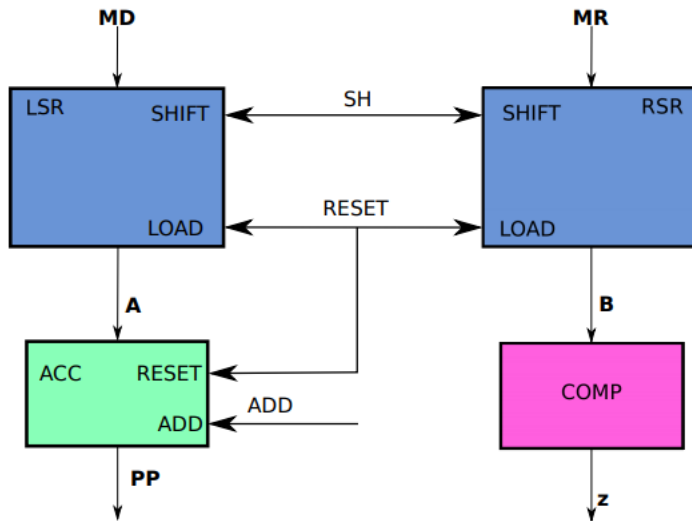 MD
MR
LSR
SHIFT
SH
SHIFT
RSR
LOAD
RESET
LOAD
A
B
ACC
RESET
ADD
ADD
COMP
PP
z